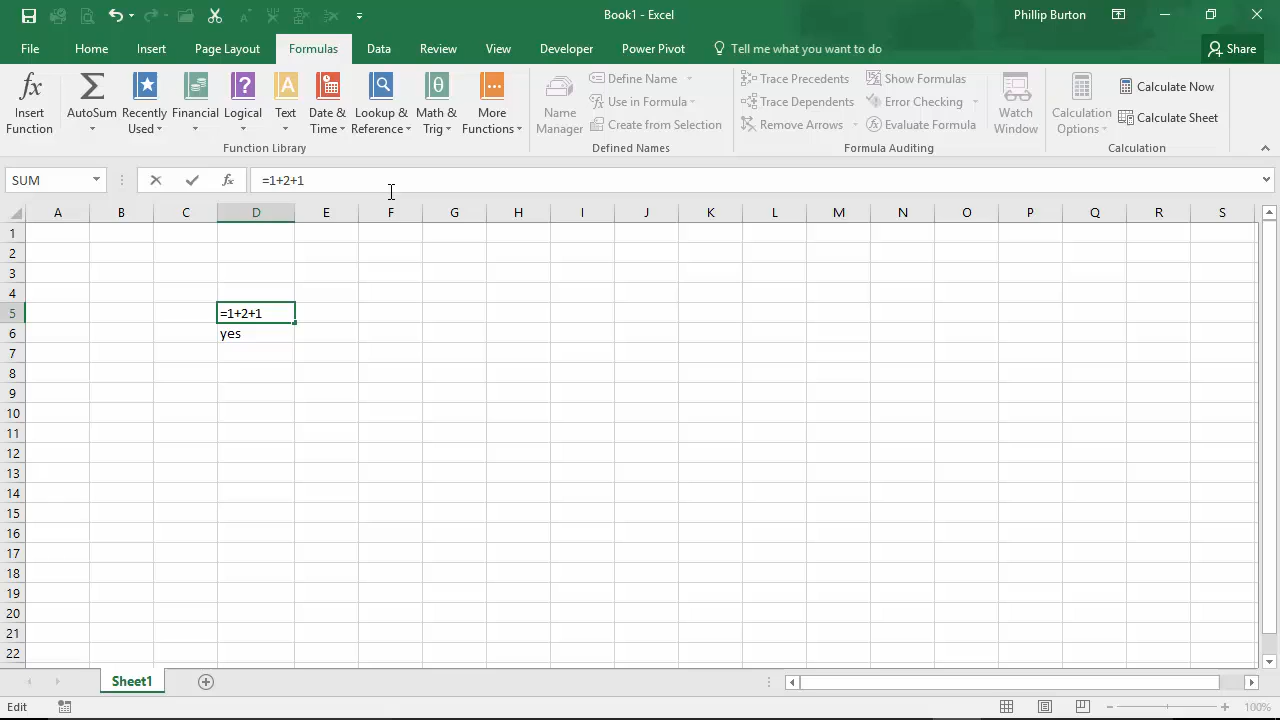 Book1 - Excel
Phillip Burton
File Home Insert Page Layout Formulas Data Review View Developer Power Pivot Tell me what you want to do Share
Insert Function
AutoSum
Recently Used
Financial
Logical
Text
Date & Time
Lookup & Reference
Math & Trig
More Functions
Function Library
Name Manager
Define Name
Use in Formula
Create from Selection
Defined Names
Trace Precedents
Trace Dependents
Remove Arrows
Show Formulas
Error Checking
Evaluate Formula
Formula Auditing
Watch Window
Calculation Options
Calculate Now
Calculate Sheet
Calculation
SUM fx =1+2+1
A B C D E F G H I J K L M N O P Q R S
1
2
3
4
5 =1+2+1
6 yes
7
8
9
10
11
12
13
14
15
16
17
18
19
20
21
22
Sheet1
Edit 100%